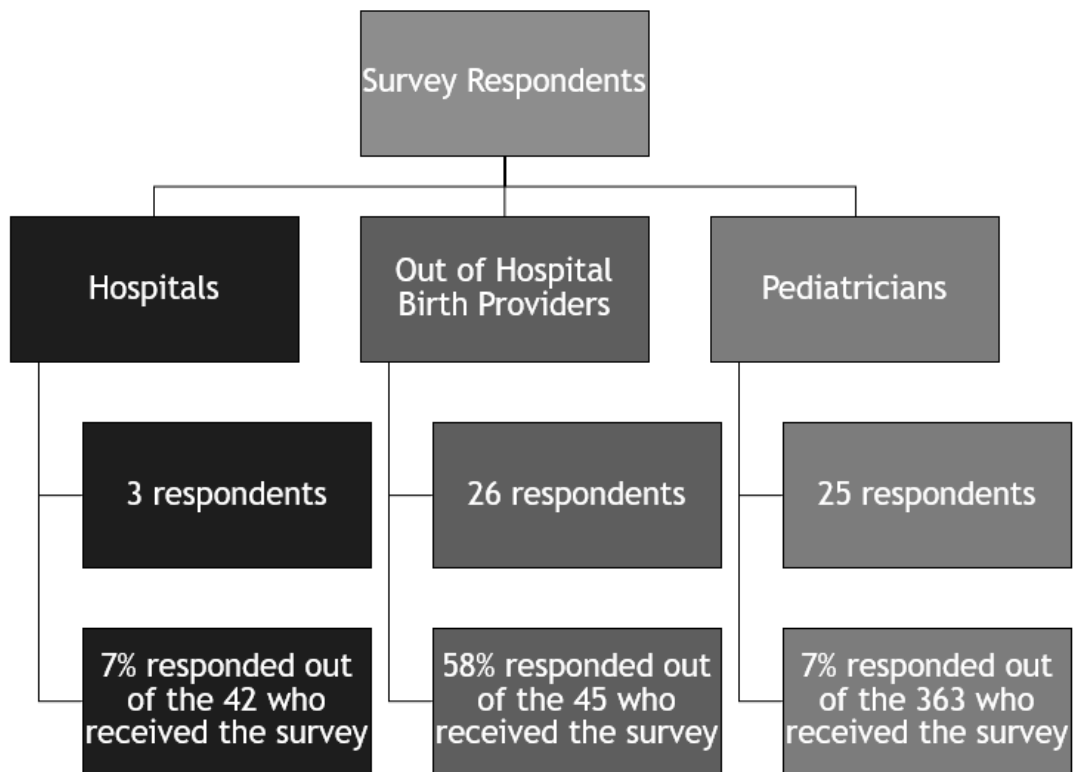 Survey Respondents
Hospitals
Out of Hospital
Birth Providers
Pediatricians
3 respondents
26 respondents
25 respondents
7% responded out
of the 42 who
received the survey
58% responded out
of the 45 who
received the survey
7% responded out
of the 363 who
received the survey